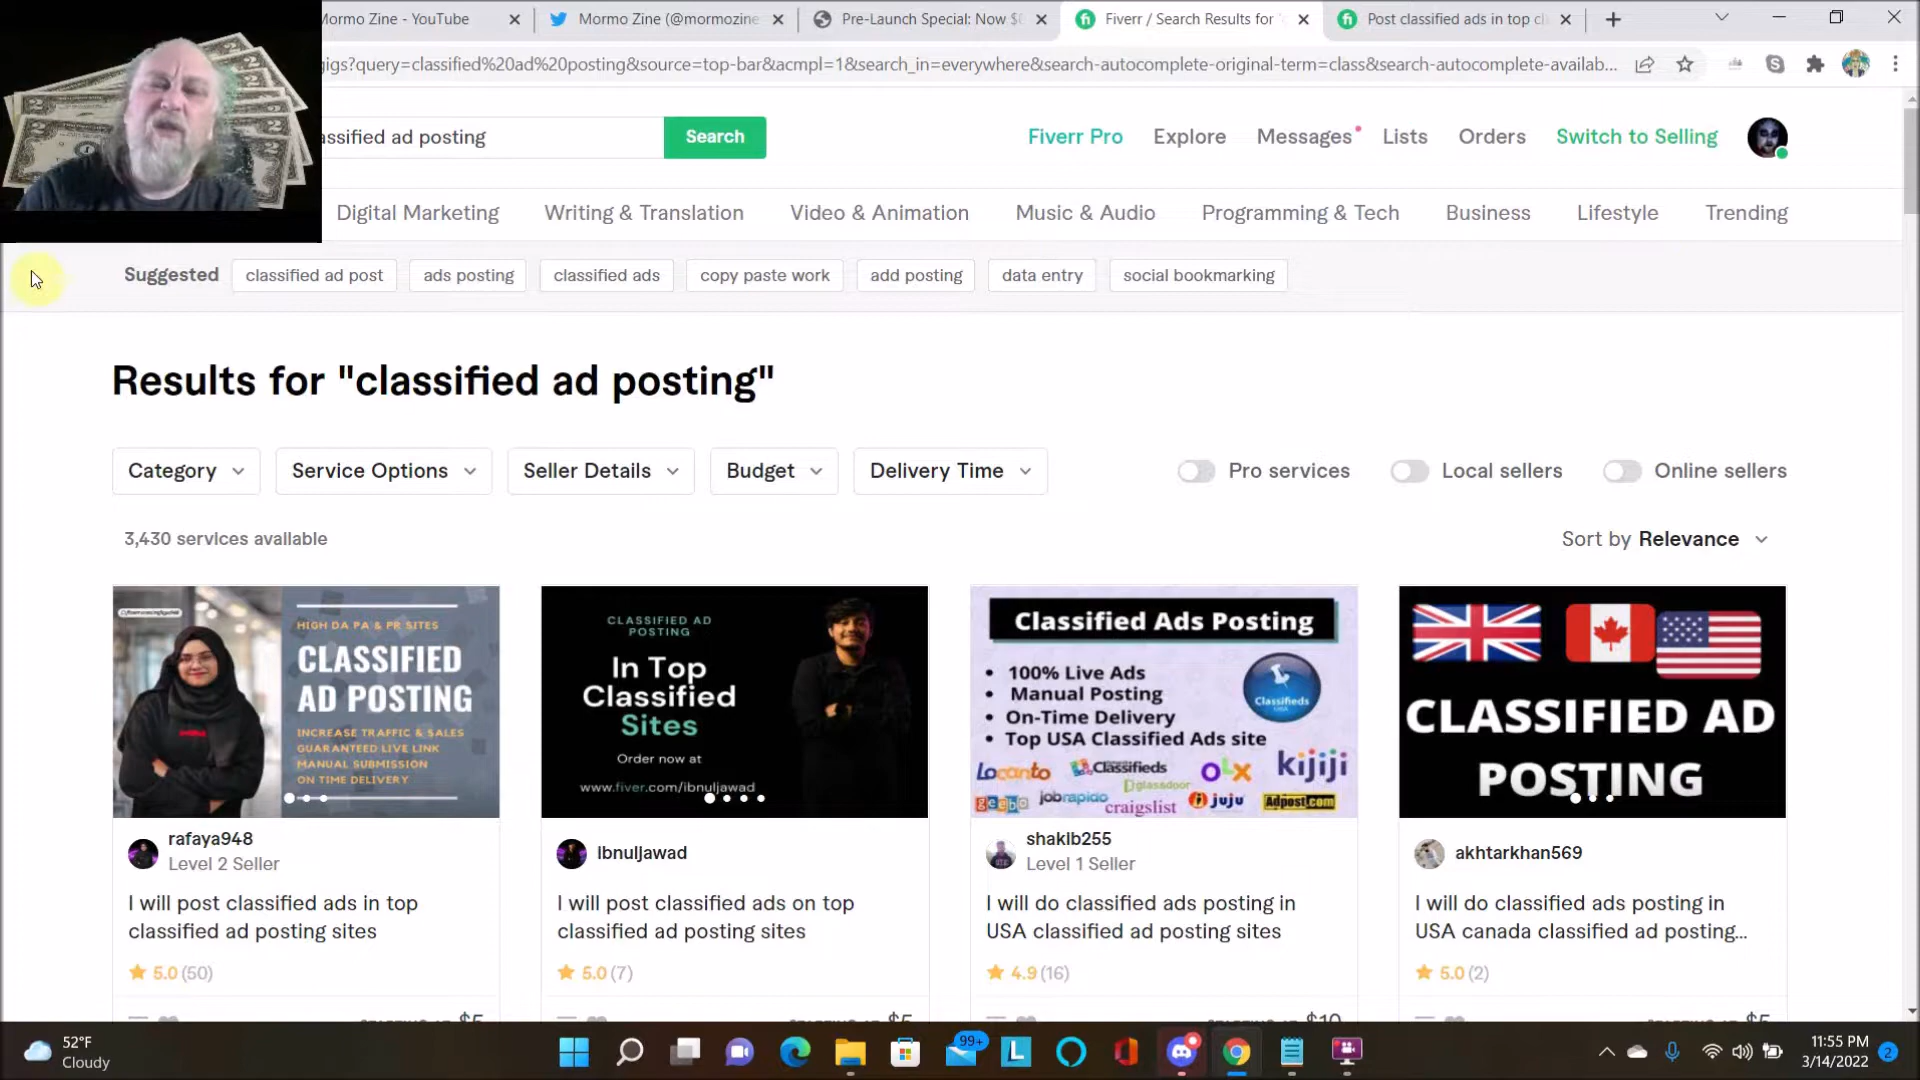 Mormo Zine - YouTube
Mormo Zine (@mormozine
Pre-Launch Special: Now $
Fiverr / Search Results for
Post classified ads in top cl
igs?query=classified%20ad%20posting&source=top-bar&acmpl=1&search_in=everywhere&search-autocomplete-original-term=class&search-autocomplete-availab...
assified ad posting
Search
Fiverr Pro
Explore
Messages
Lists
Orders
Switch to Selling
Digital Marketing
Writing & Translation
Video & Animation
Music & Audio
Programming & Tech
Business
Lifestyle
Trending
Suggested
classified ad post
ads posting
classified ads
copy paste work
add posting
data entry
social bookmarking
Results for "classified ad posting"
Category
Service Options
Seller Details
Budget
Delivery Time
Pro services
Local sellers
Online sellers
3,430 services available
Sort by Relevance
HIGH DA PA & PR SITES
CLASSIFIED
AD POSTING
INCREASE TRAFFIC & SALES
GUARANTEED LIVE LINK
MANUAL SUBMISSION
ON TIME DELIVERY
rafaya948
Level 2 Seller
I will post classified ads in top
classified ad posting sites
5.0 (50)
$5
CLASSIFIED AD
POSTING
In Top
Classified
Sites
Order now at
www.fiver.com/ibnuljawad
ibnuljawad
I will post classified ads on top
classified ad posting sites
5.0 (7)
$5
Classified Ads Posting
• 100% Live Ads
• Manual Posting
• On-Time Delivery
• Top USA Classified Ads site
Classifieds
Locanto
Classifieds
OLX
kijiji
glassdoor
geebo
jobrapido
craigslist
juju
Adpost.com
shakib255
Level 1 Seller
I will do classified ads posting in
USA classified ad posting sites
4.9 (16)
$10
CLASSIFIED AD
POSTING
akhtarkhan569
I will do classified ads posting in
USA canada classified ad posting...
5.0 (2)
$5
52°F
Cloudy
99+
11:55 PM
3/14/2022
2